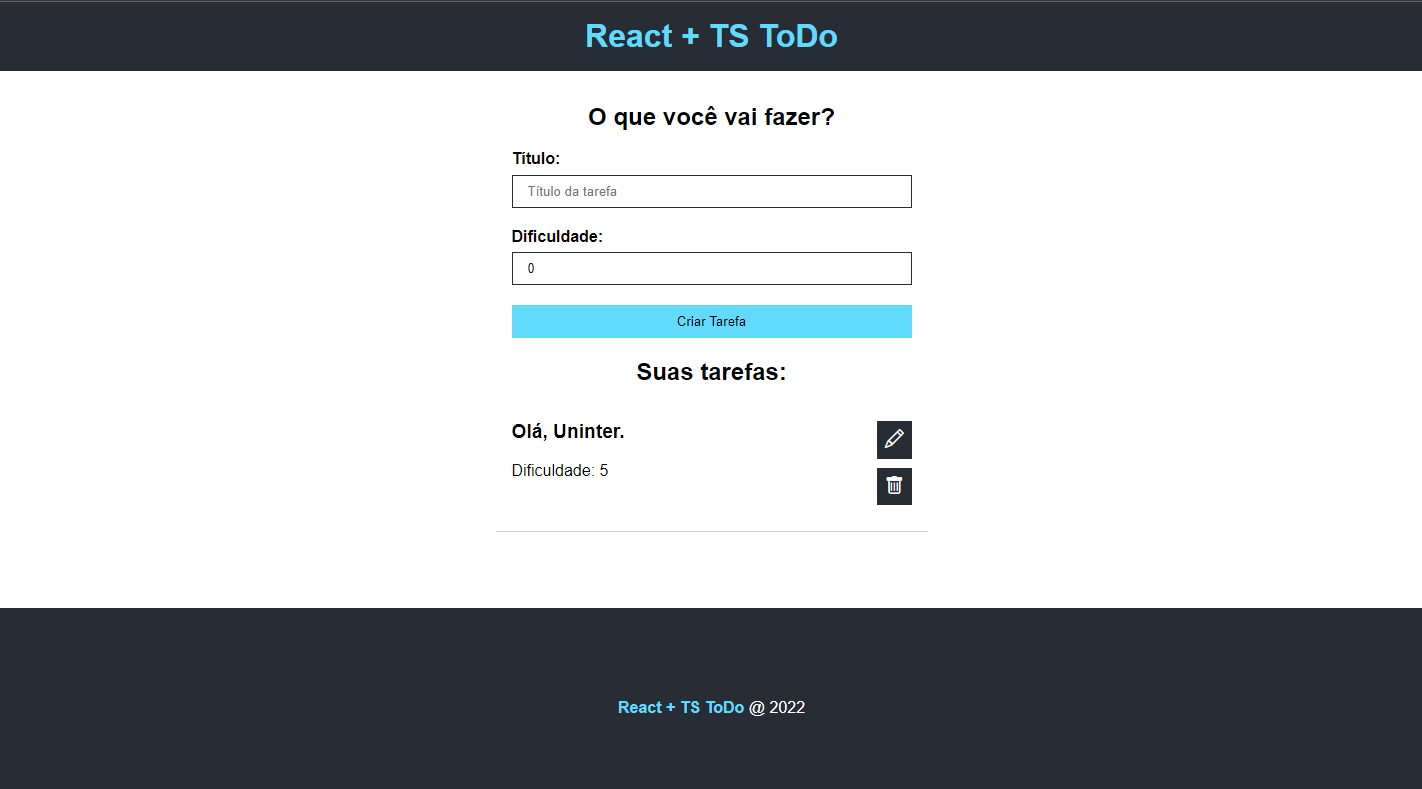 React + TS ToDo
O que você vai fazer?
Título:
Título da tarefa
Dificuldade:
0
Criar Tarefa
Suas tarefas:
Olá, Uninter.
Dificuldade: 5
React + TS ToDo @ 2022